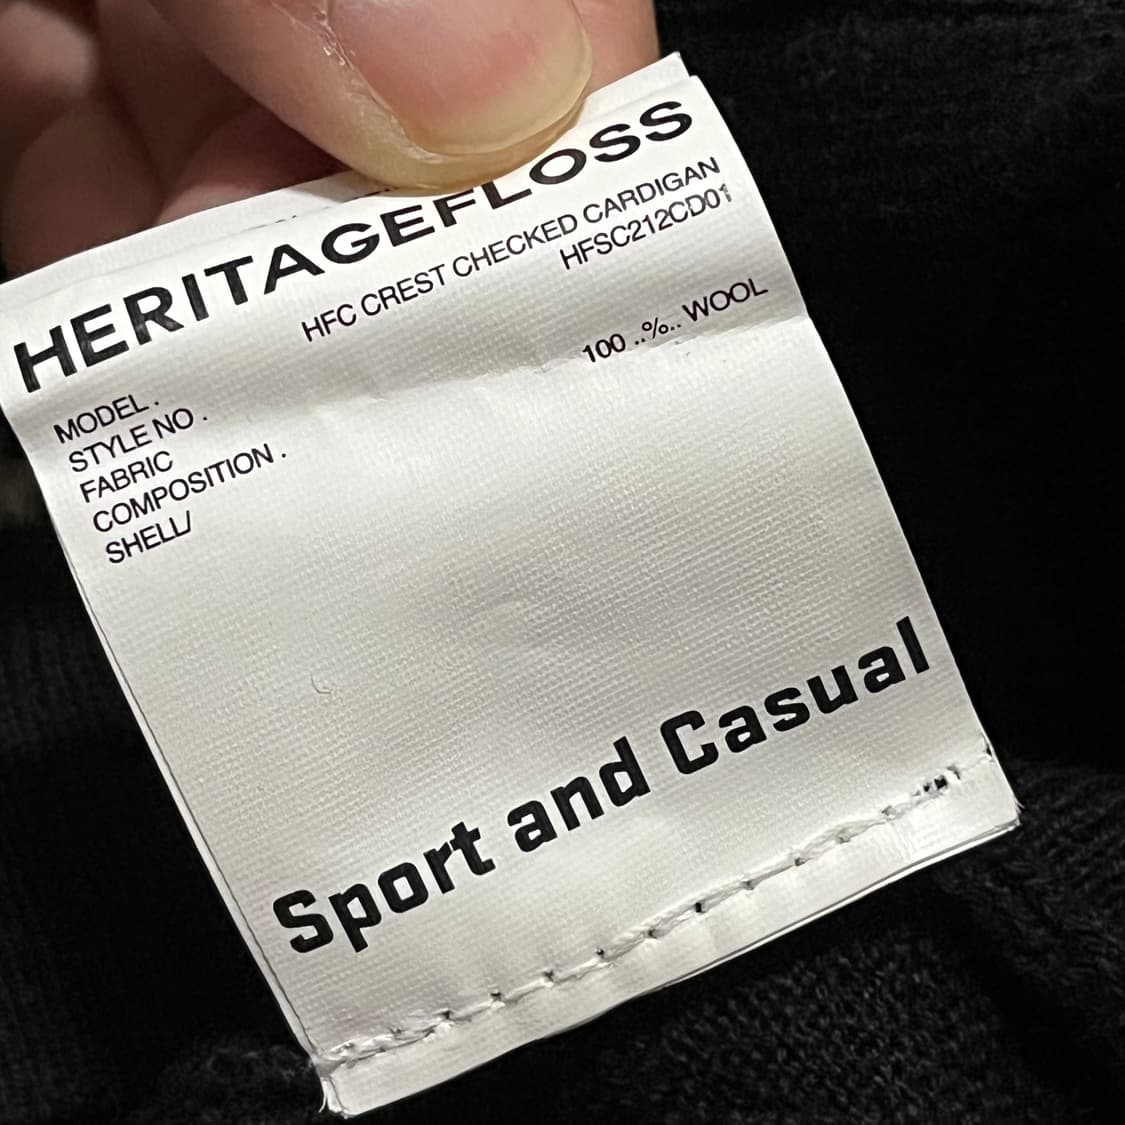 HERITAGEFLOSS
MODEL . HFC CREST CHECKED CARDIGAN
STYLE NO . HFSC212CD01
FABRIC
COMPOSITION .
SHELL/ 100 ..%.. WOOL
Sport and Casual